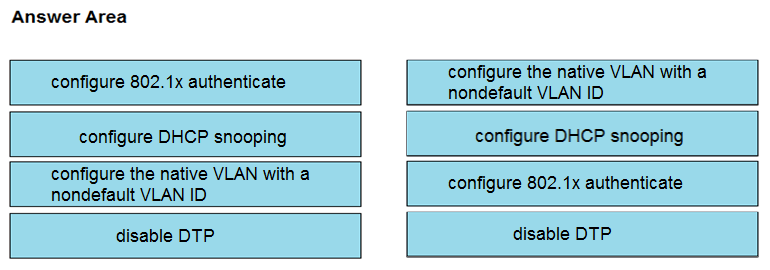 Answer Area
configure 802.1x authenticate
configure DHCP snooping
configure the native VLAN with a
nondefault VLAN ID
disable DTP
configure the native VLAN with a
nondefault VLAN ID
configure DHCP snooping
configure 802.1x authenticate
disable DTP